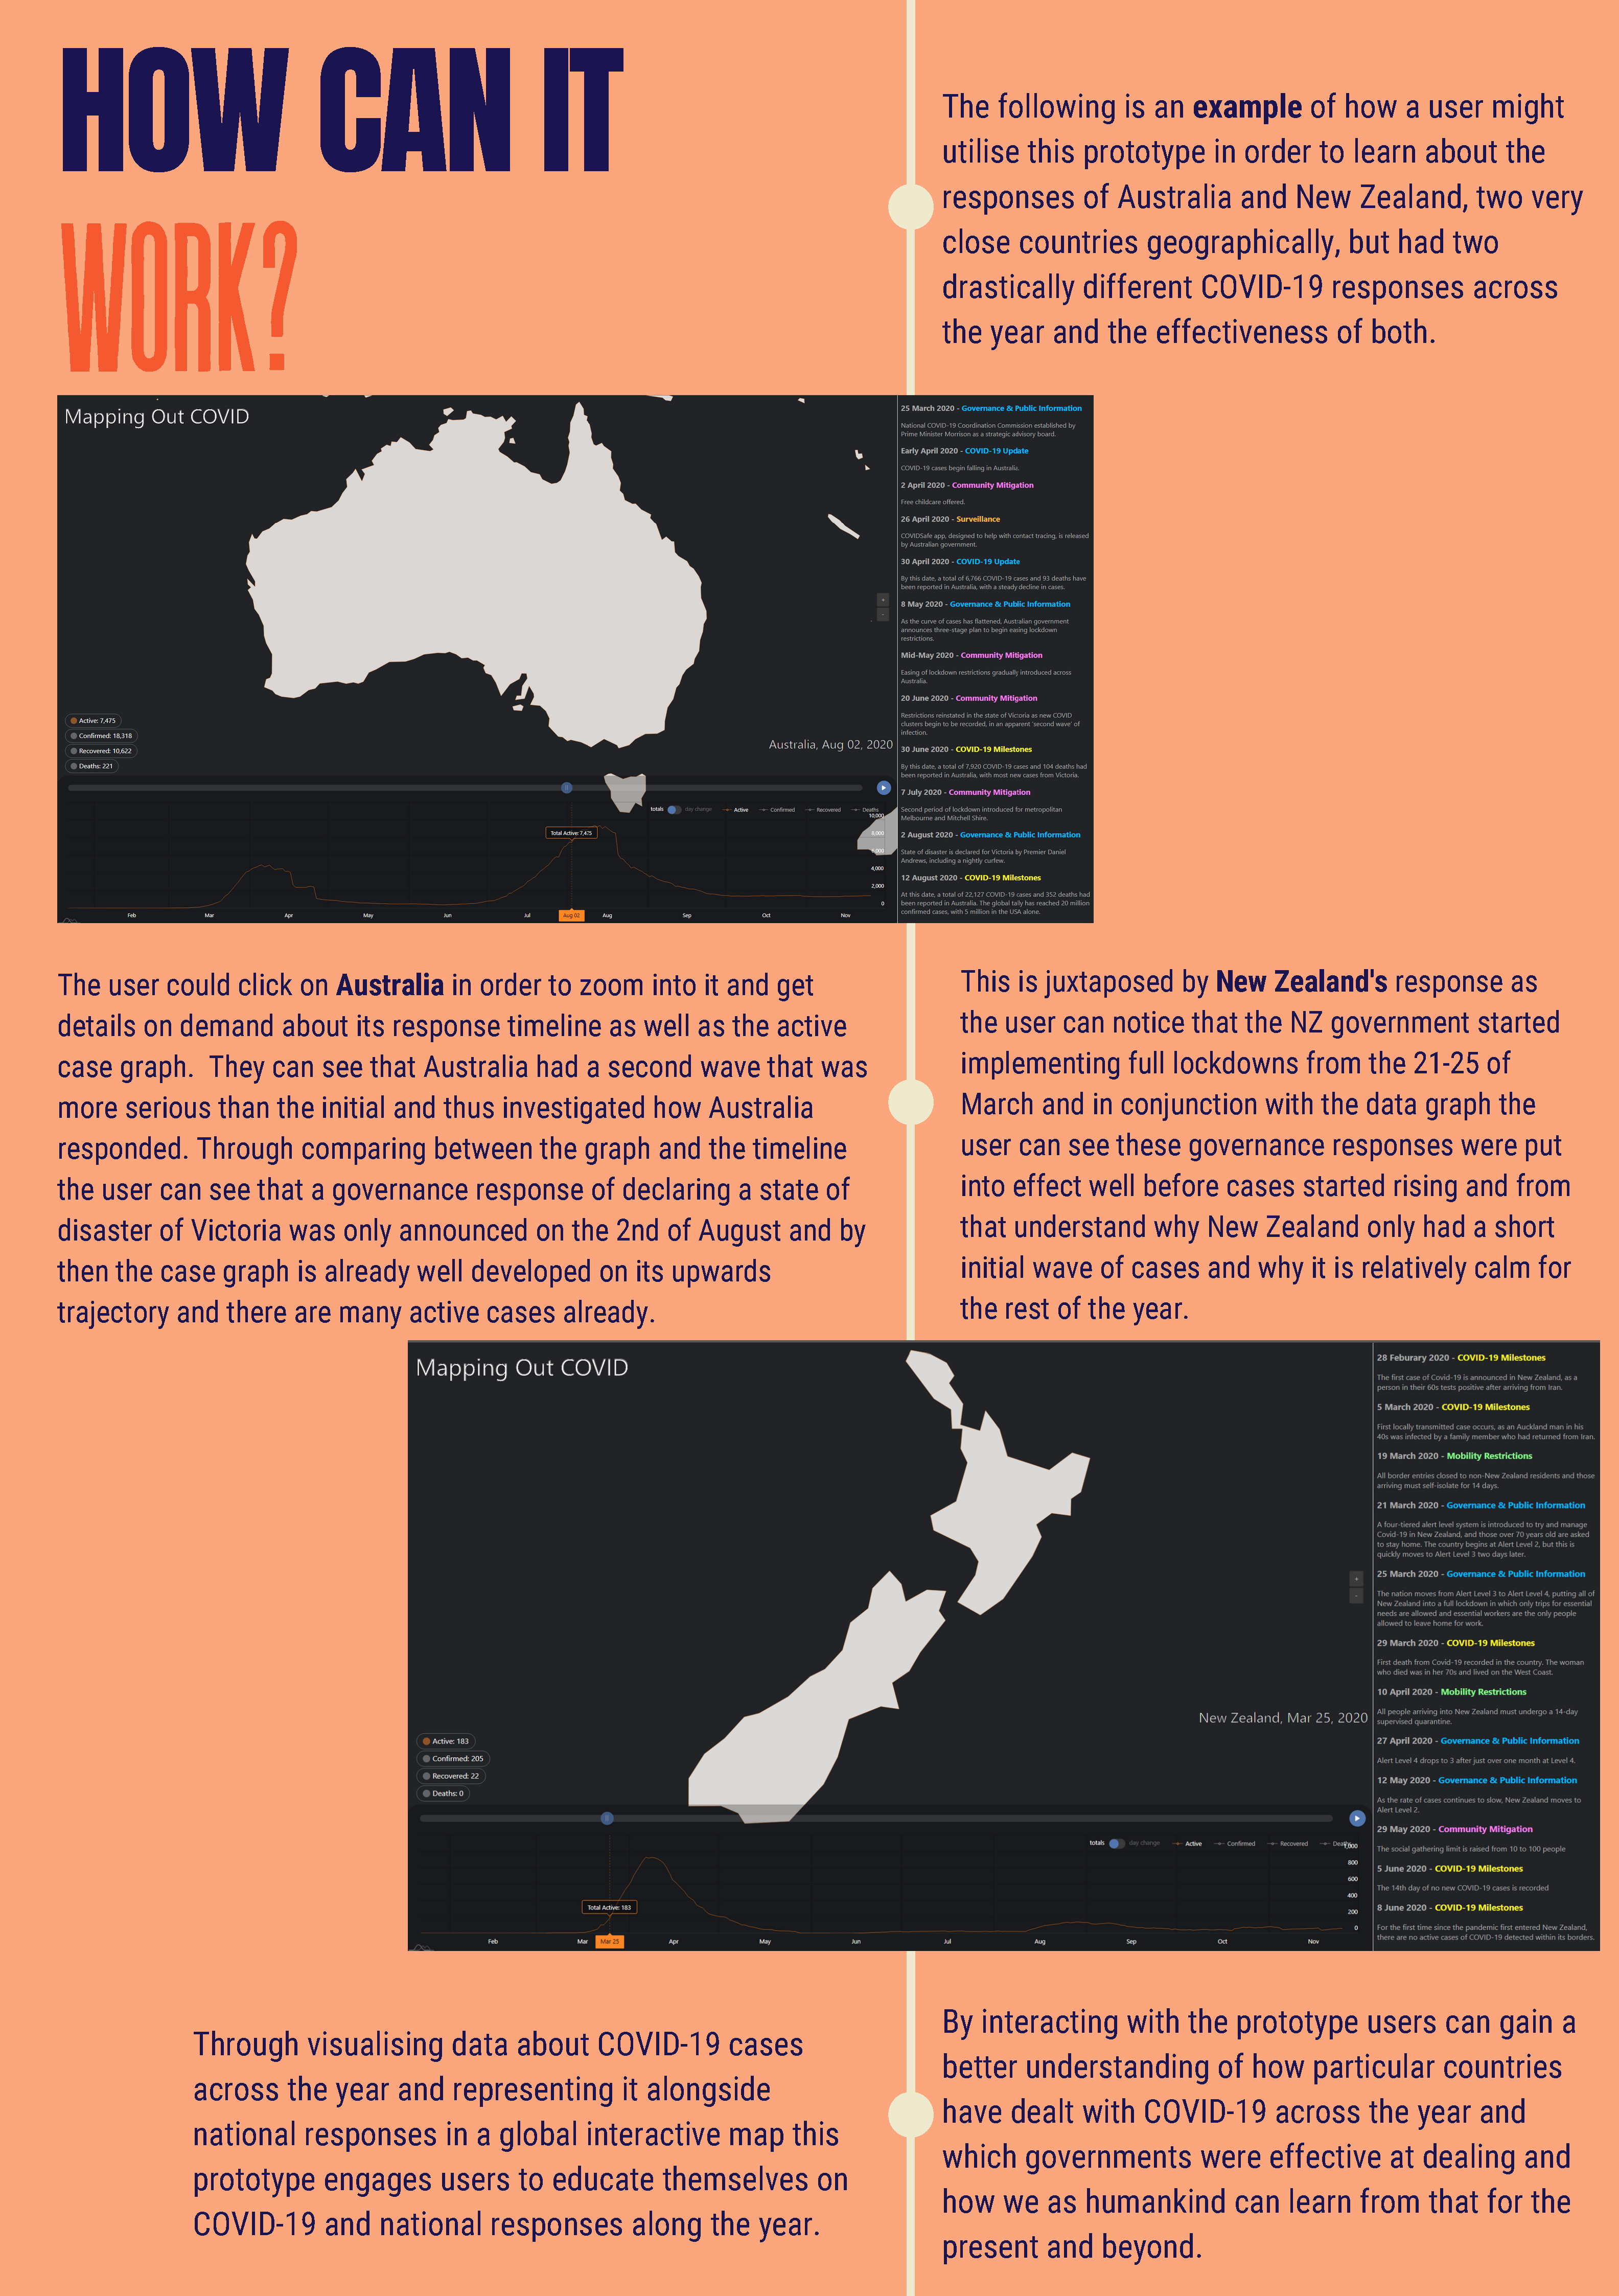 HOW CAN IT
WORK?
The following is an example of how a user might
utilise this prototype in order to learn about the
responses of Australia and New Zealand, two very
close countries geographically, but had two
drastically different COVID-19 responses across
the year and the effectiveness of both.
Mapping Out COVID
Active: 7,475
Confirmed: 18,318
Recovered: 10,622
Deaths: 221
Australia, Aug 02, 2020
+
-
totals day change Active Confirmed Recovered Deaths
Total Active: 7,475
10,000
8,000
6,000
4,000
2,000
0
Feb Mar Apr May Jun Jul Aug 02 Aug Sep Oct Nov
25 March 2020 - Governance & Public Information
National COVID-19 Coordination Commission established by
Prime Minister Morrison as a strategic advisory board.
Early April 2020 - COVID-19 Update
COVID-19 cases begin falling in Australia.
2 April 2020 - Community Mitigation
Free childcare offered.
26 April 2020 - Surveillance
COVIDSafe app, designed to help with contact tracing, is released
by Australian government.
30 April 2020 - COVID-19 Update
By this date, a total of 6,766 COVID-19 cases and 93 deaths have
been reported in Australia, with a steady decline in cases.
8 May 2020 - Governance & Public Information
As the curve of cases has flattened, Australian government
announces three-stage plan to begin easing lockdown
restrictions.
Mid-May 2020 - Community Mitigation
Easing of lockdown restrictions gradually introduced across
Australia.
20 June 2020 - Community Mitigation
Restrictions reinstated in the state of Victoria as new COVID
clusters begin to be recorded, in an apparent 'second wave' of
infection.
30 June 2020 - COVID-19 Milestones
By this date, a total of 7,920 COVID-19 cases and 104 deaths had
been reported in Australia, with most new cases from Victoria.
7 July 2020 - Community Mitigation
Second period of lockdown introduced for metropolitan
Melbourne and Mitchell Shire.
2 August 2020 - Governance & Public Information
State of disaster is declared for Victoria by Premier Daniel
Andrews, including a nightly curfew.
12 August 2020 - COVID-19 Milestones
At this date, a total of 22,127 COVID-19 cases and 352 deaths had
been reported in Australia. The global tally has reached 20 million
confirmed cases, with 5 million in the USA alone.
The user could click on Australia in order to zoom into it and get
details on demand about its response timeline as well as the active
case graph. They can see that Australia had a second wave that was
more serious than the initial and thus investigated how Australia
responded. Through comparing between the graph and the timeline
the user can see that a governance response of declaring a state of
disaster of Victoria was only announced on the 2nd of August and by
then the case graph is already well developed on its upwards
trajectory and there are many active cases already.
This is juxtaposed by New Zealand's response as
the user can notice that the NZ government started
implementing full lockdowns from the 21-25 of
March and in conjunction with the data graph the
user can see these governance responses were put
into effect well before cases started rising and from
that understand why New Zealand only had a short
initial wave of cases and why it is relatively calm for
the rest of the year.
Mapping Out COVID
Active: 183
Confirmed: 205
Recovered: 22
Deaths: 0
New Zealand, Mar 25, 2020
+
-
totals day change Active Confirmed Recovered Deaths
Total Active: 183
1,000
800
600
400
200
0
Feb Mar Mar 25 Apr May Jun Jul Aug Sep Oct Nov
28 Feburary 2020 - COVID-19 Milestones
The first case of Covid-19 is announced in New Zealand, as a
person in their 60s tests positive after arriving from Iran.
5 March 2020 - COVID-19 Milestones
First locally transmitted case occurs, as an Auckland man in his
40s was infected by a family member who had returned from Iran.
19 March 2020 - Mobility Restrictions
All border entries closed to non-New Zealand residents and those
arriving must self-isolate for 14 days.
21 March 2020 - Governance & Public Information
A four-tiered alert level system is introduced to try and manage
Covid-19 in New Zealand, and those over 70 years old are asked
to stay home. The country begins at Alert Level 2, but this is
quickly moves to Alert Level 3 two days later.
25 March 2020 - Governance & Public Information
The nation moves from Alert Level 3 to Alert Level 4, putting all of
New Zealand into a full lockdown in which only trips for essential
needs are allowed and essential workers are the only people
allowed to leave home for work.
29 March 2020 - COVID-19 Milestones
First death from Covid-19 recorded in the country. The woman
who died was in her 70s and lived on the West Coast.
10 April 2020 - Mobility Restrictions
All people arriving into New Zealand must undergo a 14-day
supervised quarantine.
27 April 2020 - Governance & Public Information
Alert Level 4 drops to 3 after just over one month at Level 4.
12 May 2020 - Governance & Public Information
As the rate of cases continues to slow, New Zealand moves to
Alert Level 2.
29 May 2020 - Community Mitigation
The social gathering limit is raised from 10 to 100 people
5 June 2020 - COVID-19 Milestones
The 14th day of no new COVID-19 cases is recorded
8 June 2020 - COVID-19 Milestones
For the first time since the pandemic first entered New Zealand,
there are no active cases of COVID-19 detected within its borders.
Through visualising data about COVID-19 cases
across the year and representing it alongside
national responses in a global interactive map this
prototype engages users to educate themselves on
COVID-19 and national responses along the year.
By interacting with the prototype users can gain a
better understanding of how particular countries
have dealt with COVID-19 across the year and
which governments were effective at dealing and
how we as humankind can learn from that for the
present and beyond.